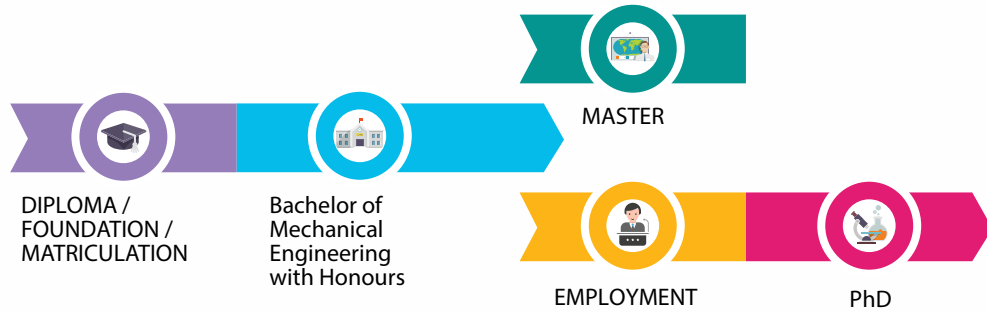 MASTER
DIPLOMA /
FOUNDATION /
MATRICULATION
Bachelor of
Mechanical
Engineering
with Honours
EMPLOYMENT
PhD